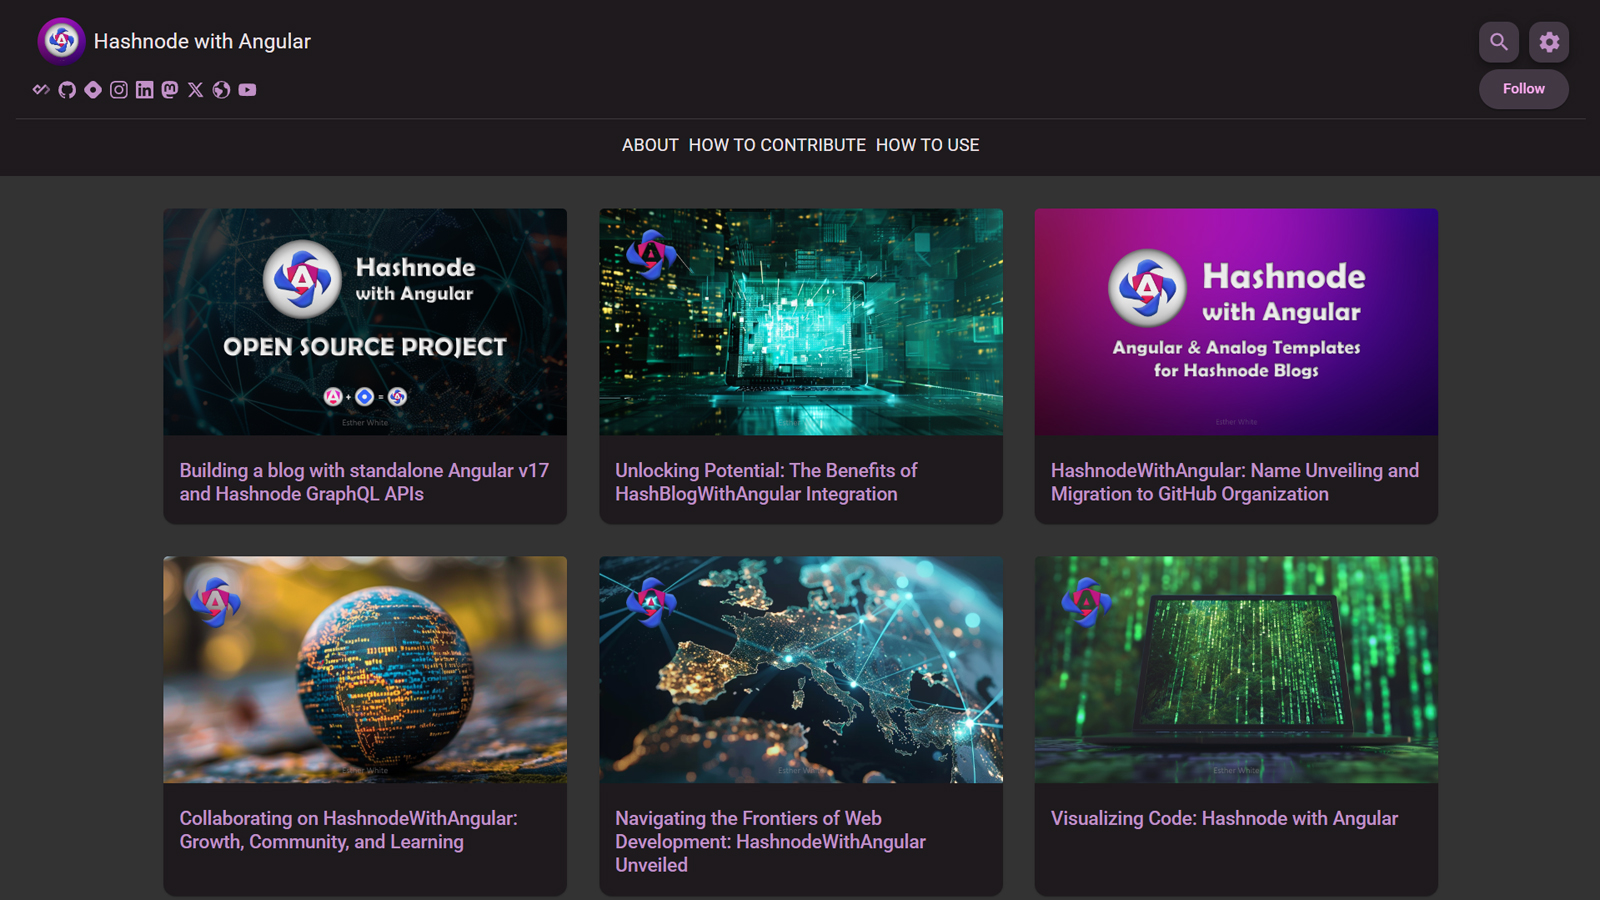 Hashnode with Angular
Follow
ABOUT HOW TO CONTRIBUTE HOW TO USE
Hashnode
with Angular
OPEN SOURCE PROJECT
+ =
Esther White
Hashnode
with Angular
Angular & Analog Templates
for Hashnode Blogs
Esther White
Building a blog with standalone Angular v17
and Hashnode GraphQL APIs
Unlocking Potential: The Benefits of
HashBlogWithAngular Integration
HashnodeWithAngular: Name Unveiling and
Migration to GitHub Organization
Esther White
Esther White
Esther White
Collaborating on HashnodeWithAngular:
Growth, Community, and Learning
Navigating the Frontiers of Web
Development: HashnodeWithAngular
Unveiled
Visualizing Code: Hashnode with Angular